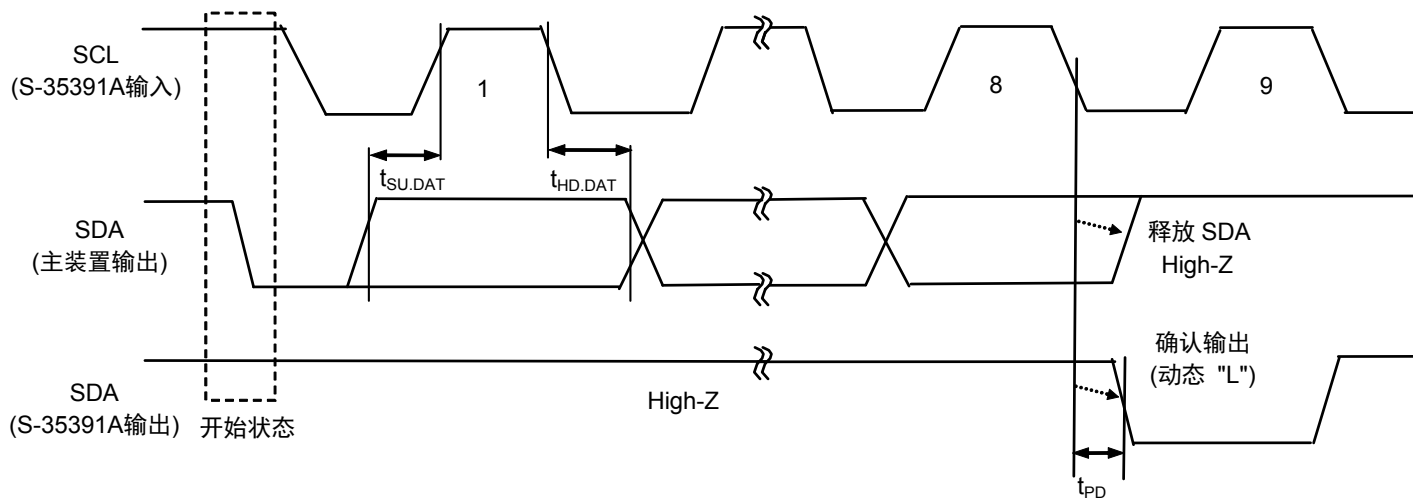 SCL
(S-35391A输入)
1
8
9
tSU.DAT
tHD.DAT
SDA
(主装置输出)
释放 SDA
High-Z
确认输出
(动态 "L")
SDA
(S-35391A输出)
开始状态
High-Z
tPD